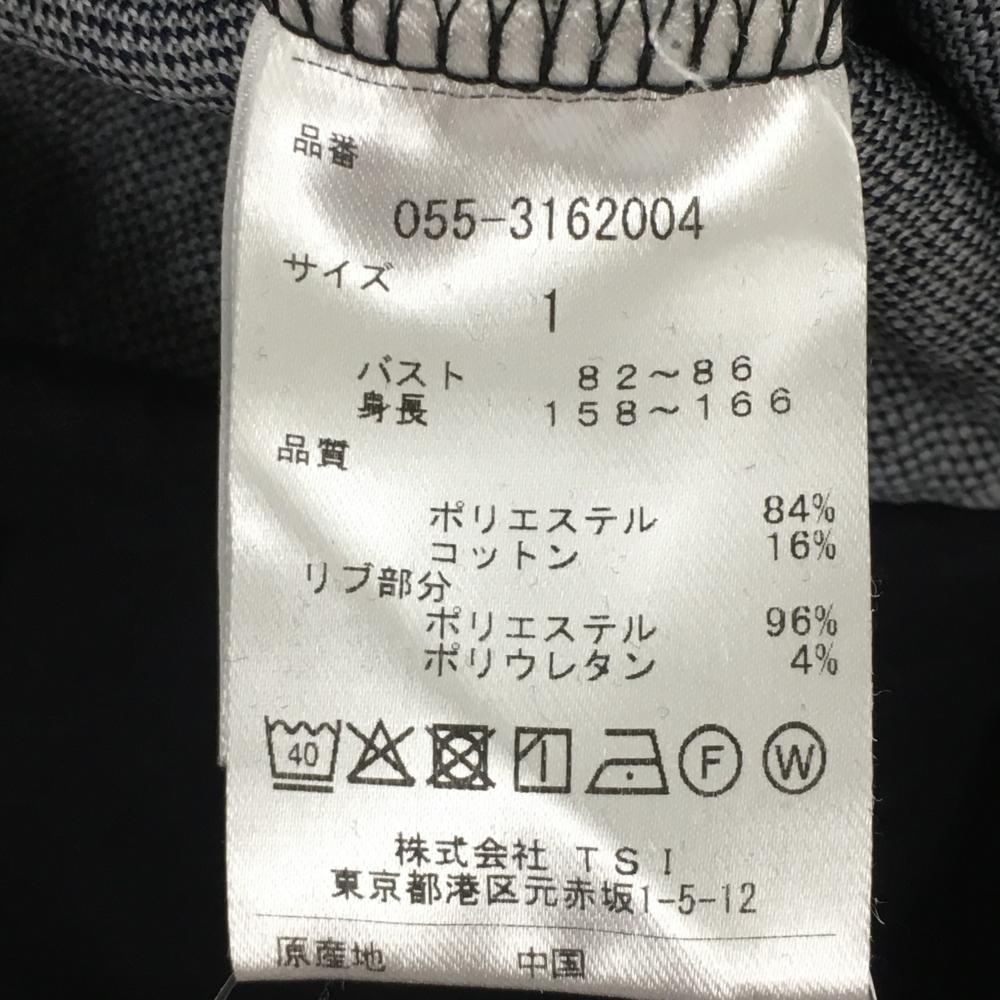 品番
055-3162004
サイズ
1
バスト 82～86
身長 158～166
品質
ポリエステル 84%
コットン 16%
リブ部分
ポリエステル 96%
ポリウレタン 4%
40 F W
株式会社 TSI
東京都港区元赤坂1-5-12
原産地 中国